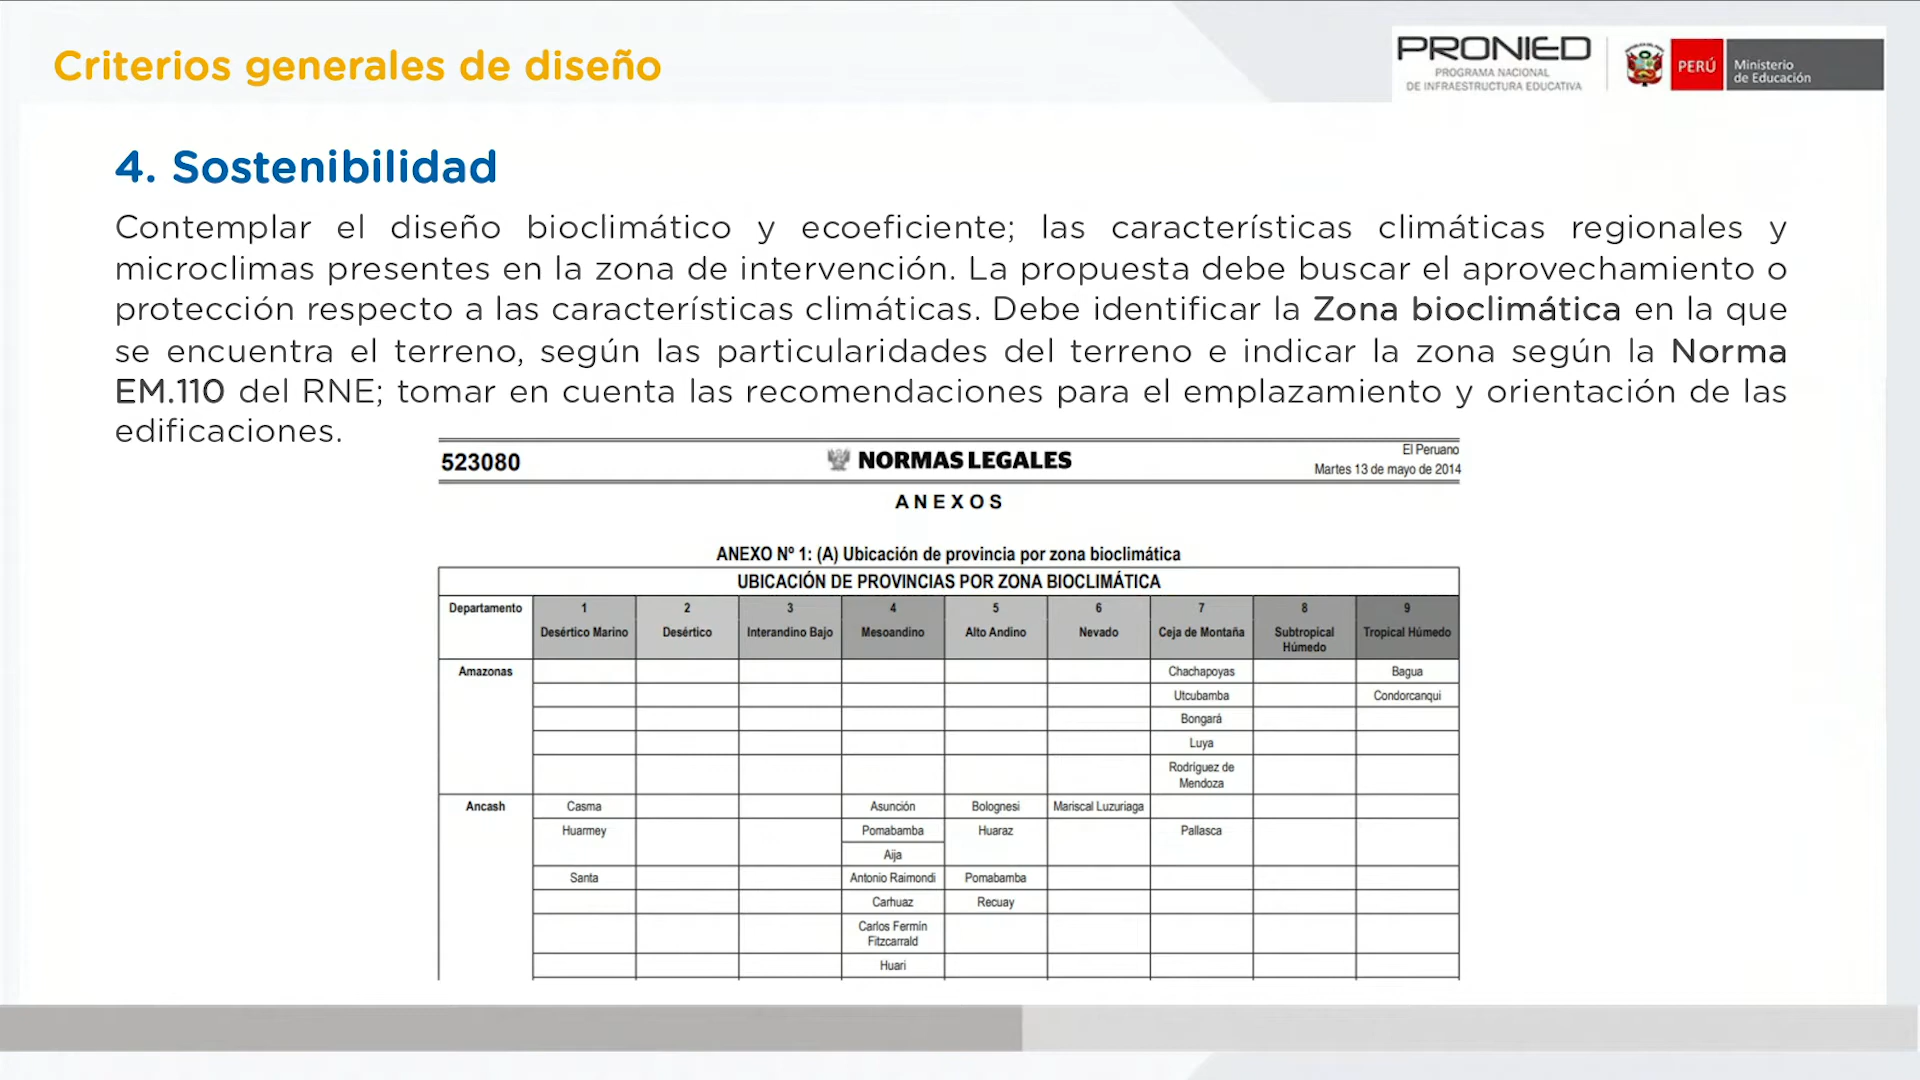 Criterios generales de diseño
PRONIED
PROGRAMA NACIONAL
DE INFRAESTRUCTURA EDUCATIVA
PERÚ
Ministerio
de Educación
4. Sostenibilidad
Contemplar el diseño bioclimático y ecoeficiente; las características climáticas regionales y
microclimas presentes en la zona de intervención. La propuesta debe buscar el aprovechamiento o
protección respecto a las características climáticas. Debe identificar la Zona bioclimática en la que
se encuentra el terreno, según las particularidades del terreno e indicar la zona según la Norma
EM.110 del RNE; tomar en cuenta las recomendaciones para el emplazamiento y orientación de las
edificaciones.
523080
NORMAS LEGALES
El Peruano
Martes 13 de mayo de 2014
ANEXOS
ANEXO Nº 1: (A) Ubicación de provincia por zona bioclimática
UBICACIÓN DE PROVINCIAS POR ZONA BIOCLIMÁTICA
Departamento 1 2 3 4 5 6 7 8 9
Desértico Marino Desértico Interandino Bajo Mesoandino Alto Andino Nevado Ceja de Montaña Subtropical Tropical Húmedo
Húmedo
Amazonas Chachapoyas Bagua
Utcubamba Condorcanqui
Bongará
Luya
Rodríguez de
Mendoza
Ancash Casma Asunción Bolognesi Mariscal Luzuriaga
Huarmey Pomabamba Huaraz Pallasca
Aija
Santa Antonio Raimondi Pomabamba
Carhuaz Recuay
Carlos Fermín
Fitzcarrald
Huari